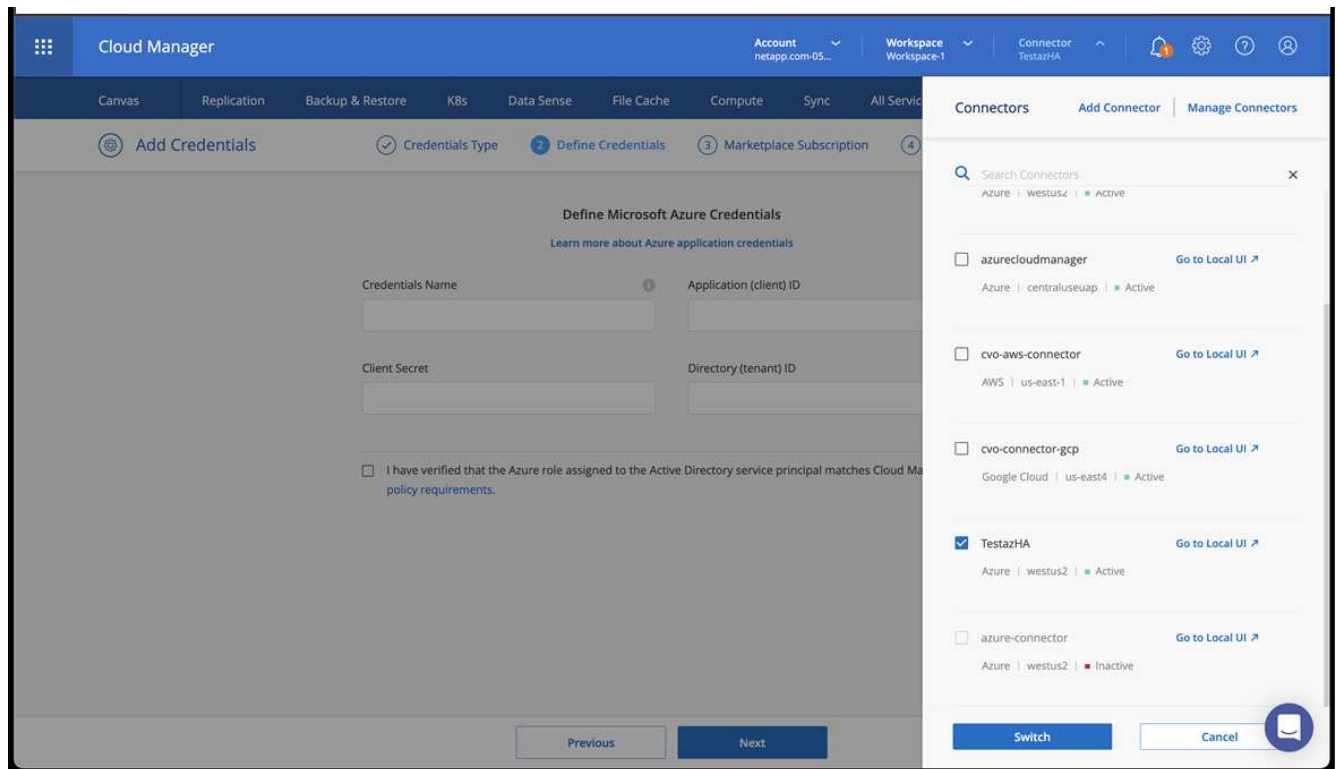 Cloud Manager
Account
netapp.com-05...
Workspace
Workspace-1
Connector
TestazHA
1
Canvas
Replication
Backup & Restore
K8s
Data Sense
File Cache
Compute
Sync
All Servic
Add Credentials
Credentials Type
2 Define Credentials
3 Marketplace Subscription
4
Define Microsoft Azure Credentials
Learn more about Azure application credentials
Credentials Name
Application (client) ID
Client Secret
Directory (tenant) ID
I have verified that the Azure role assigned to the Active Directory service principal matches Cloud Ma
policy requirements.
Previous
Next
Connectors
Add Connector
Manage Connectors
Search Connectors
Azure | westus2 | Active
azurecloudmanager
Go to Local UI
Azure | centraluseuap | Active
cvo-aws-connector
Go to Local UI
AWS | us-east-1 | Active
cvo-connector-gcp
Go to Local UI
Google Cloud | us-east4 | Active
TestazHA
Go to Local UI
Azure | westus2 | Active
azure-connector
Go to Local UI
Azure | westus2 | Inactive
Switch
Cancel